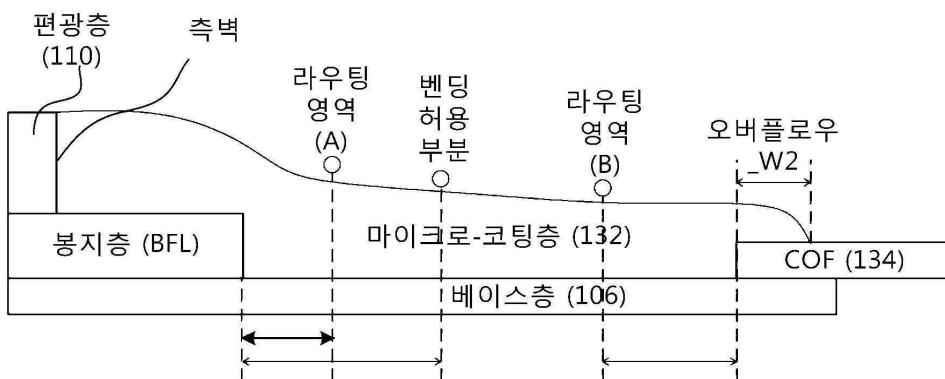 편광층
(110)
측벽
라우팅
영역
(A)
벤딩
허용
부분
라우팅
영역
(B)
오버플로우
_W2
봉지층 (BFL)
마이크로-코팅층 (132)
COF (134)
베이스층 (106)